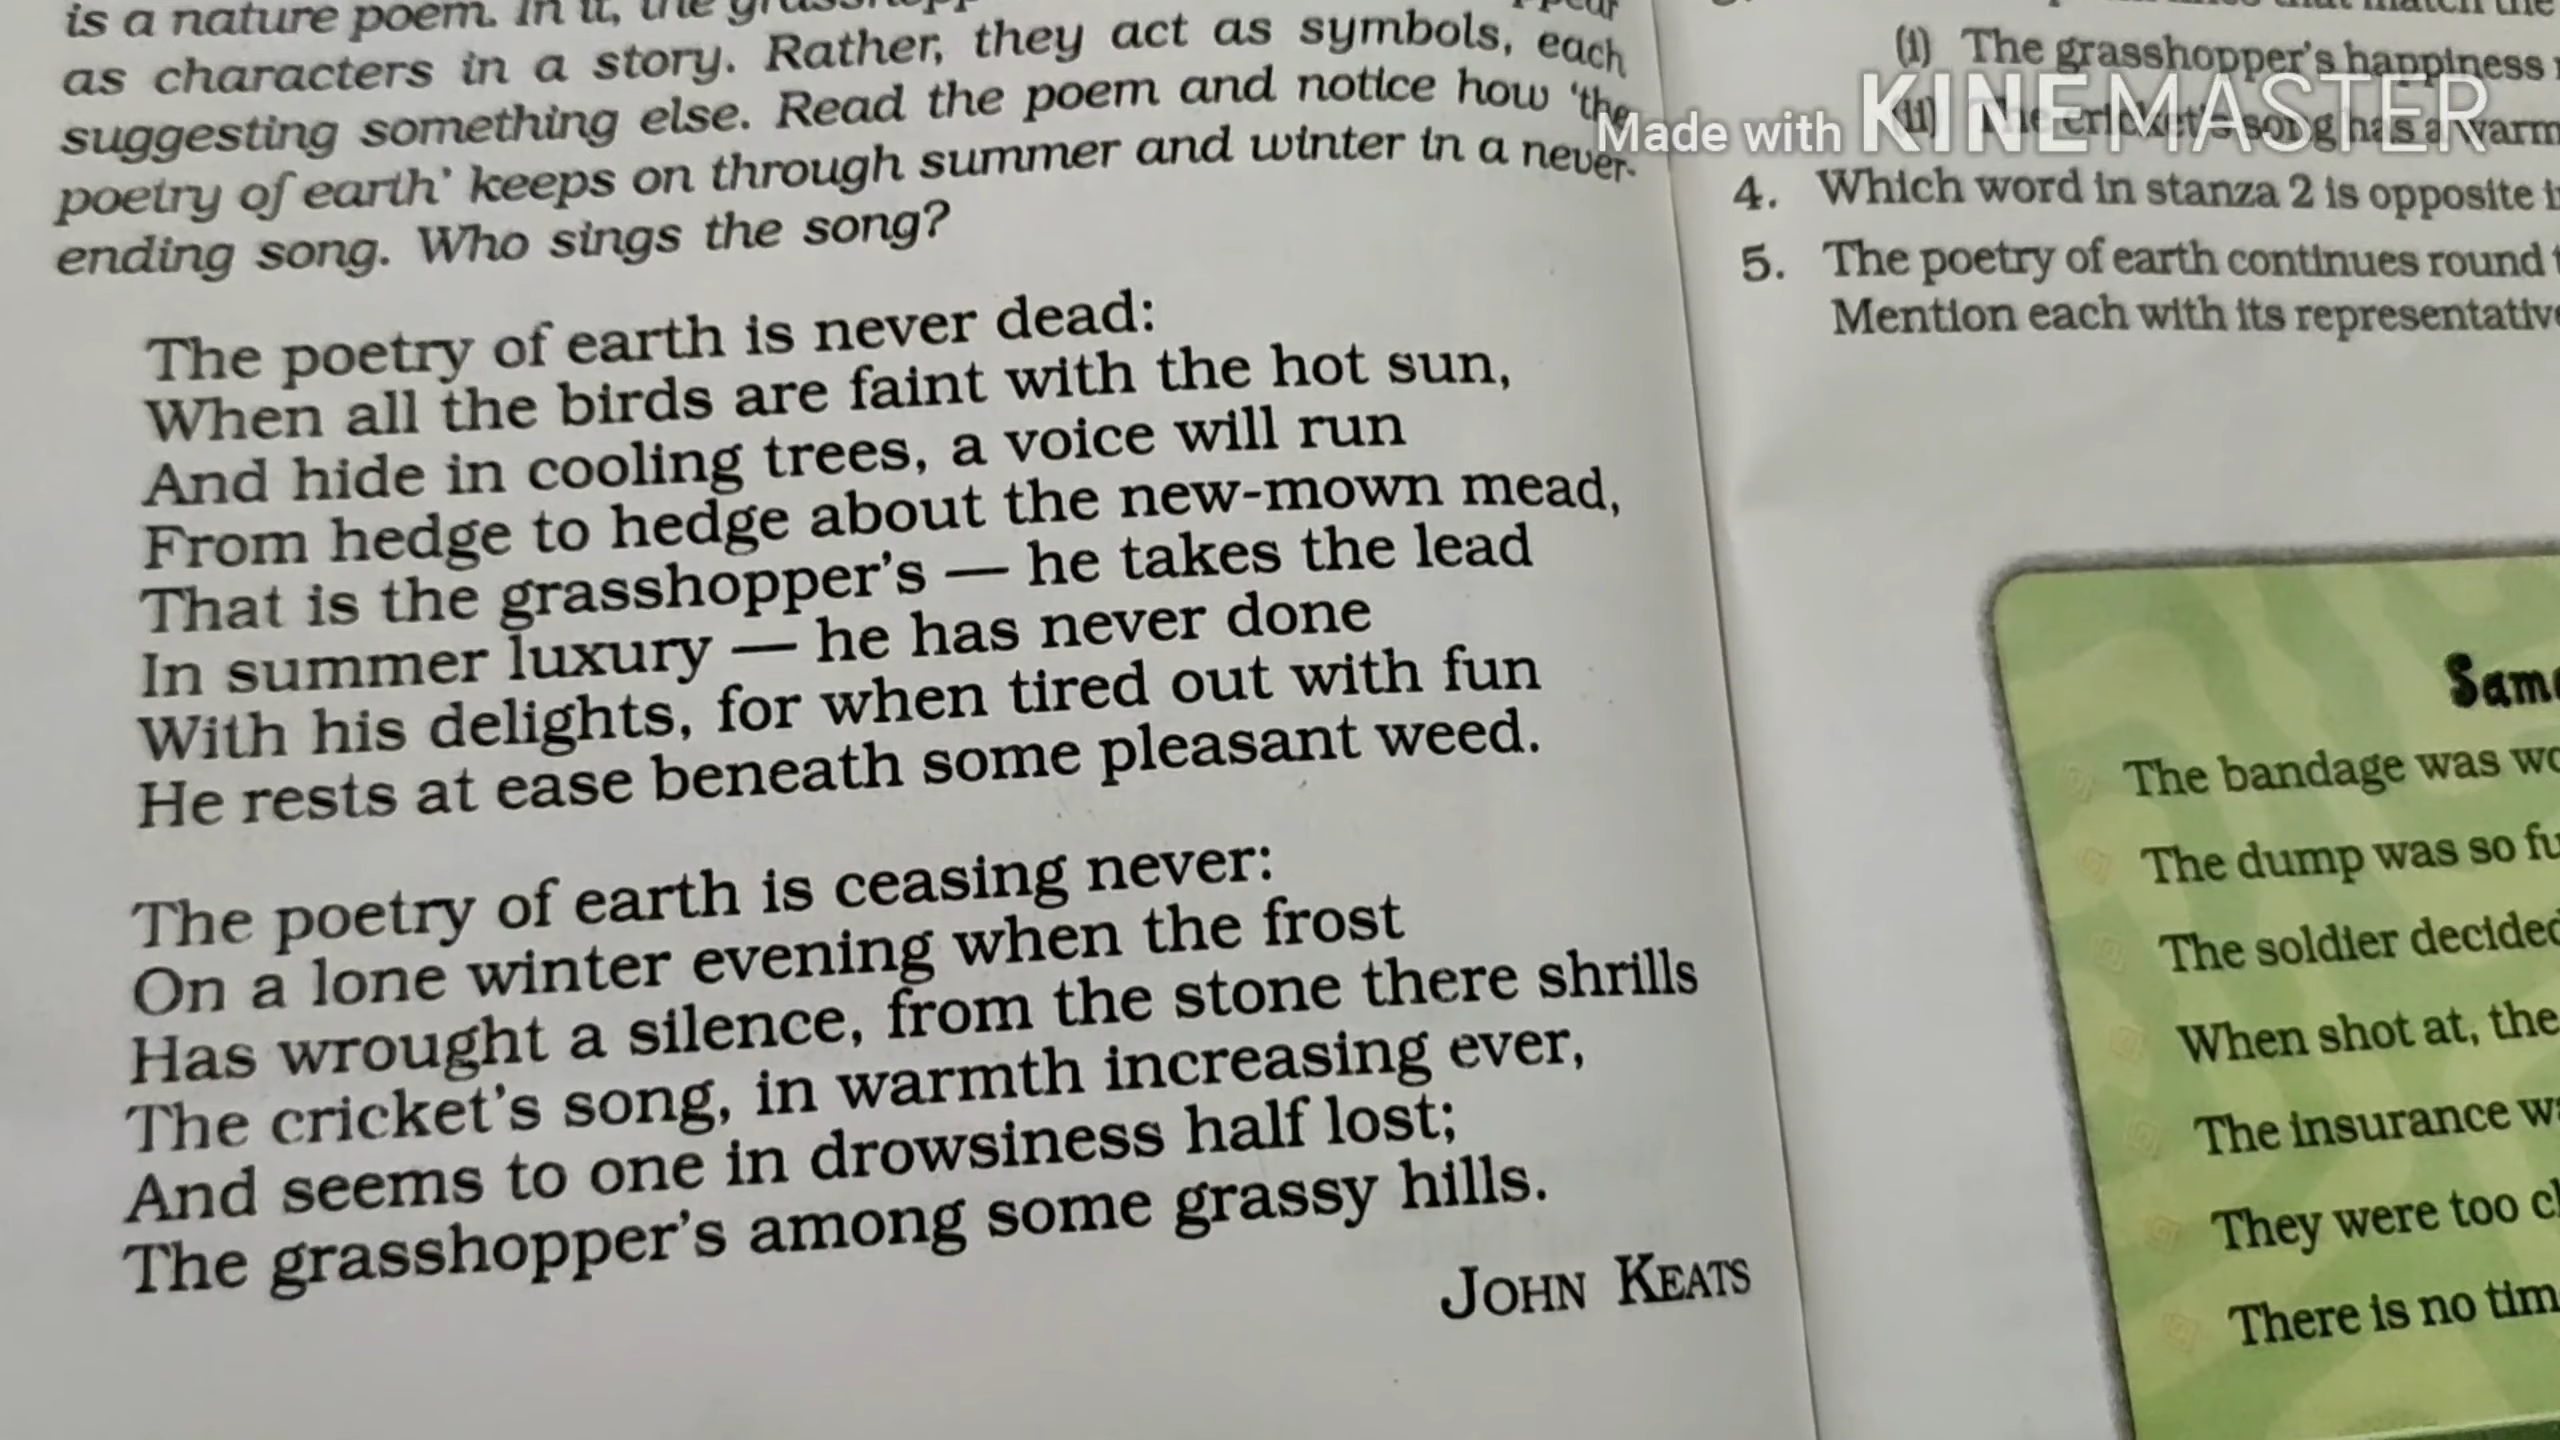 is a nature poem. In it, the
as characters in a story. Rather, they act as symbols, each
suggesting something else. Read the poem and notice how 'the
poetry of earth' keeps on through summer and winter in a never-
ending song. Who sings the song?
The poetry of earth is never dead:
When all the birds are faint with the hot sun,
And hide in cooling trees, a voice will run
From hedge to hedge about the new-mown mead,
That is the grasshopper's — he takes the lead
In summer luxury — he has never done
With his delights, for when tired out with fun
He rests at ease beneath some pleasant weed.
The poetry of earth is ceasing never:
On a lone winter evening when the frost
Has wrought a silence, from the stone there shrills
The cricket's song, in warmth increasing ever,
And seems to one in drowsiness half lost;
The grasshopper's among some grassy hills.
JOHN KEATS
(i) The grasshopper's happiness
Made with KINEMASTER
(ii) The cricket's song has a warm
4. Which word in stanza 2 is opposite
5. The poetry of earth continues round
Mention each with its
The bandage was
The dump was so
The soldier decided
When shot at, the
The insurance
They were too
There is no